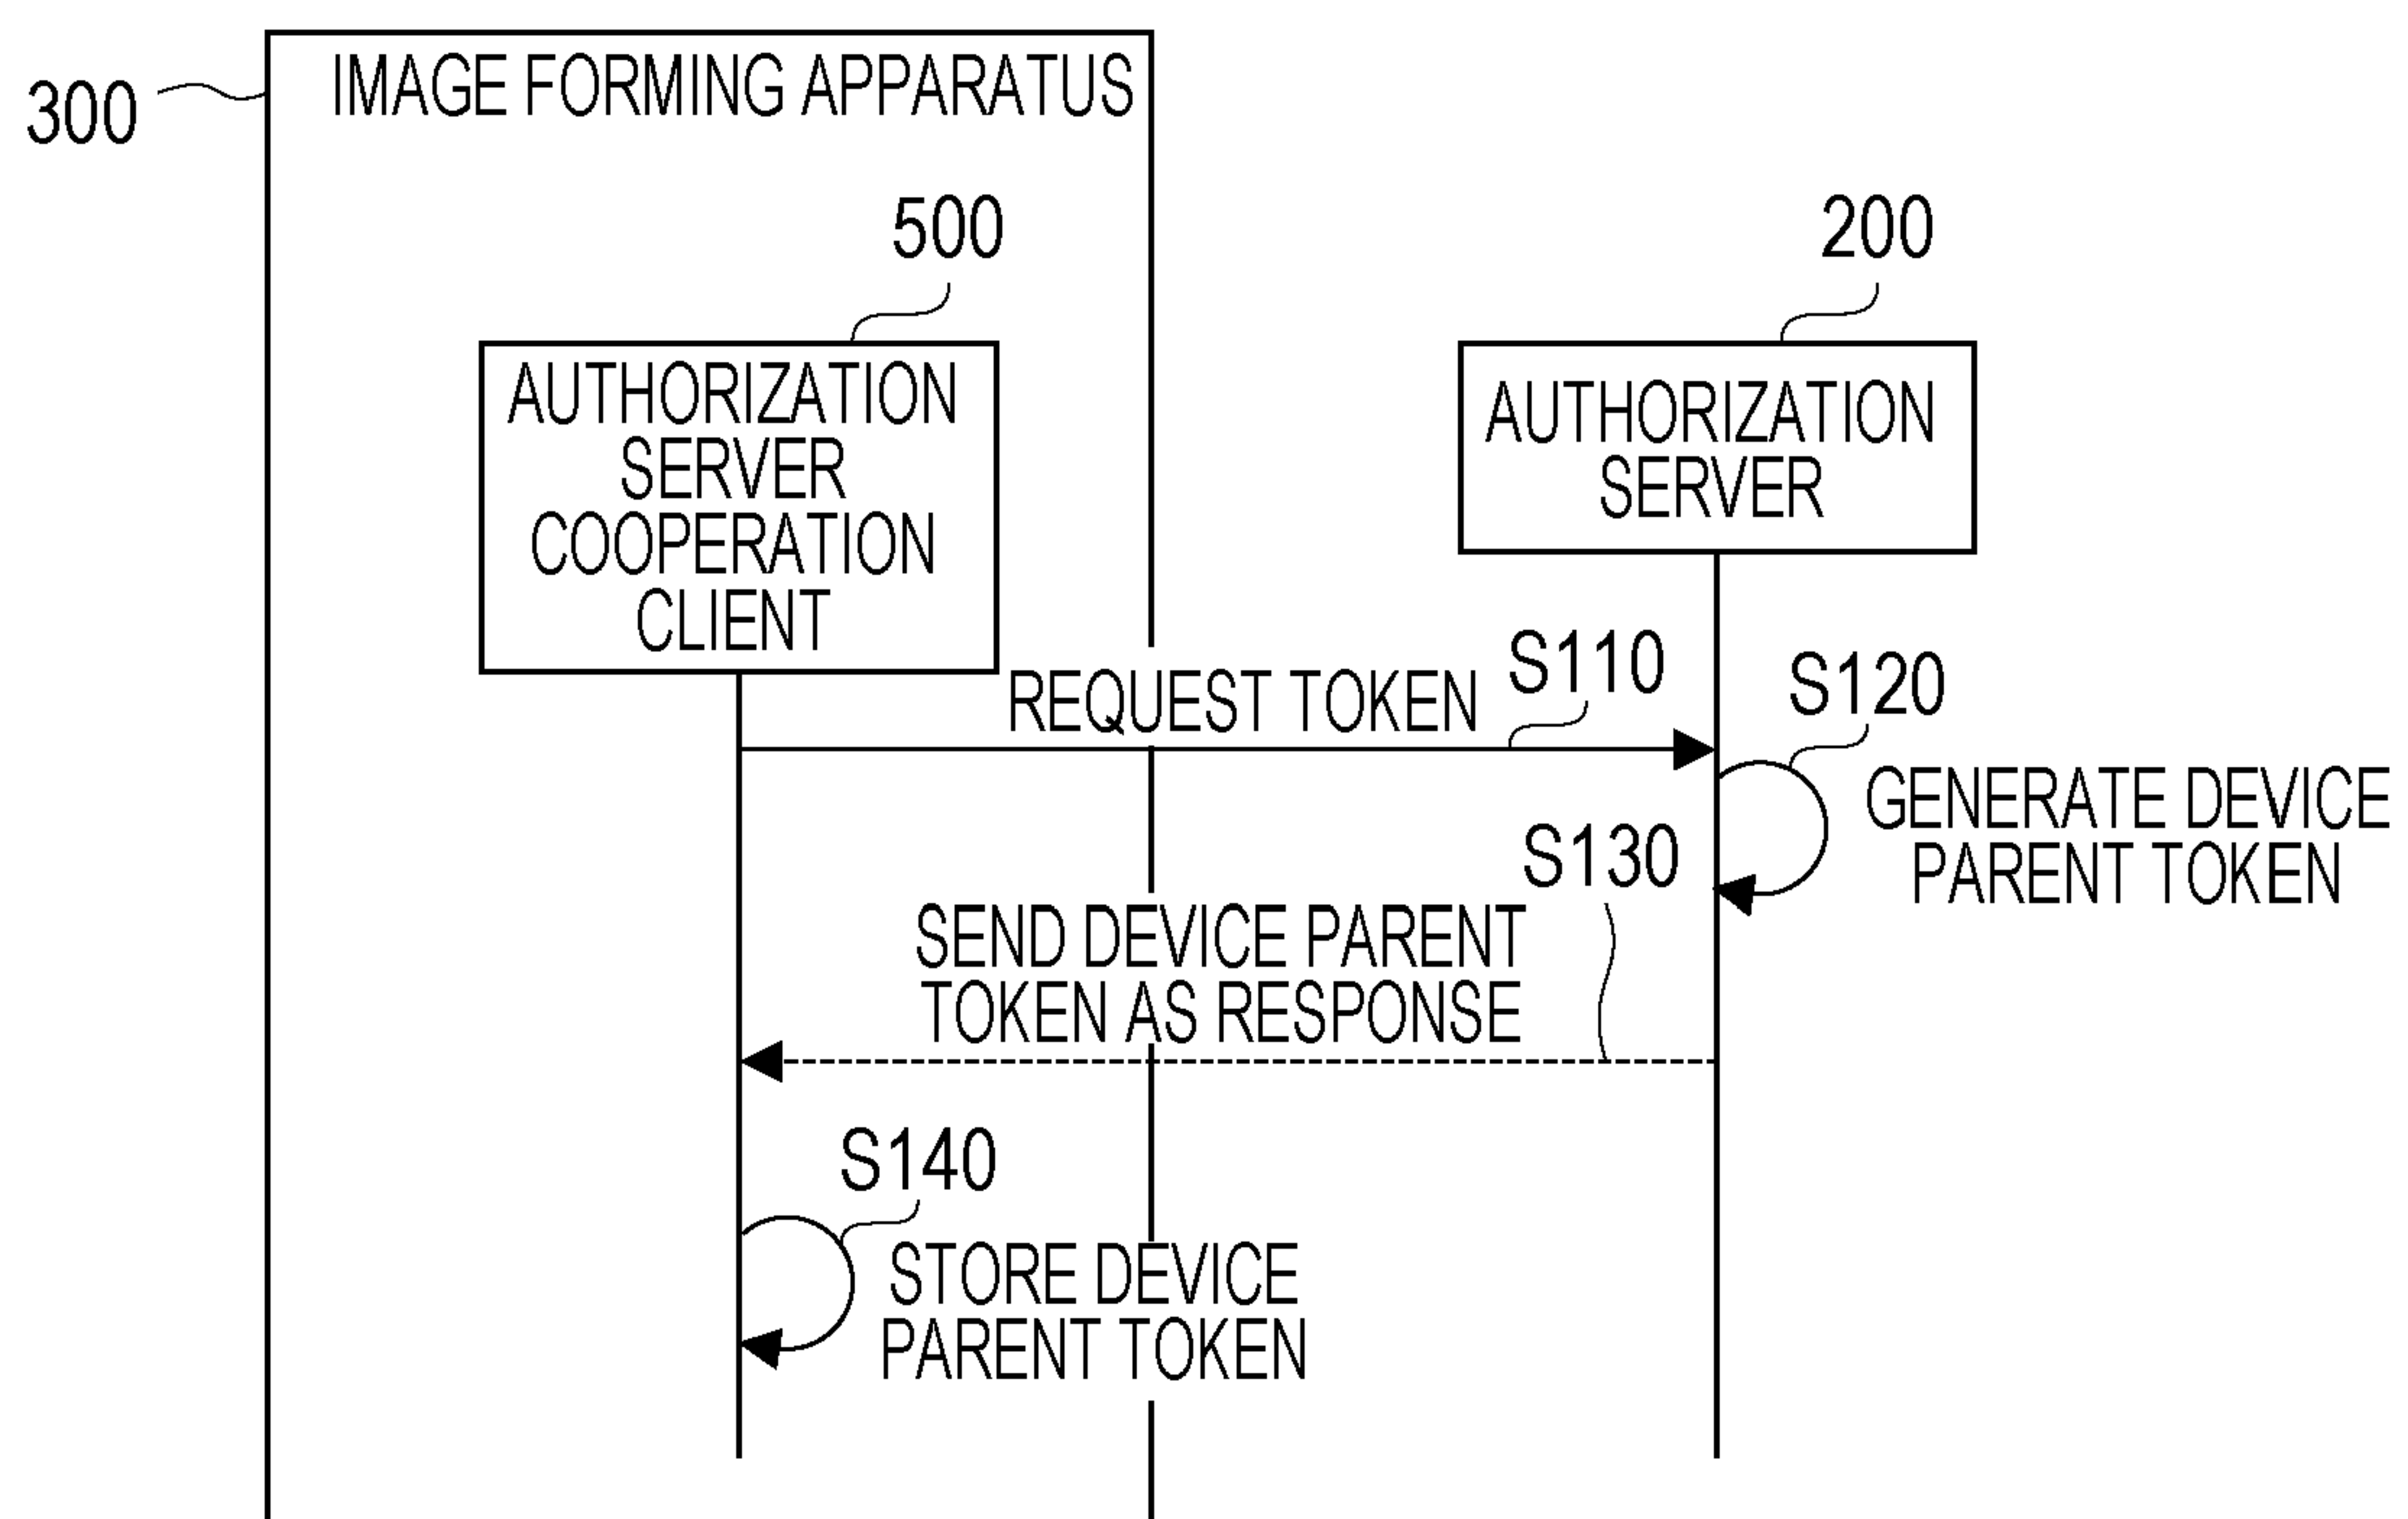 300
IMAGE FORMING APPARATUS
500
200
AUTHORIZATION
SERVER
COOPERATION
CLIENT
AUTHORIZATION
SERVER
REQUEST TOKEN
S110
S120
GENERATE DEVICE
PARENT TOKEN
S130
SEND DEVICE PARENT
TOKEN AS RESPONSE
S140
STORE DEVICE
PARENT TOKEN